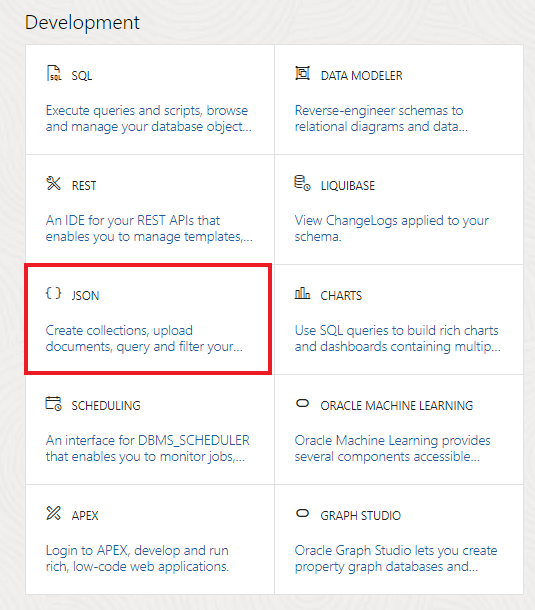 Development
SQL
Execute queries and scripts, browse
and manage your database object...
DATA MODELER
Reverse-engineer schemas to
relational diagrams and data...
REST
An IDE for your REST APIs that
enables you to manage templates,...
LIQUIBASE
View ChangeLogs applied to your
schema.
{ } JSON
Create collections, upload
documents, query and filter your...
CHARTS
Use SQL queries to build rich charts
and dashboards containing multip...
SCHEDULING
An interface for DBMS_SCHEDULER
that enables you to monitor jobs,...
ORACLE MACHINE LEARNING
Oracle Machine Learning provides
several components accessible...
APEX
Login to APEX, develop and run
rich, low-code web applications.
GRAPH STUDIO
Oracle Graph Studio lets you create
property graph databases and...